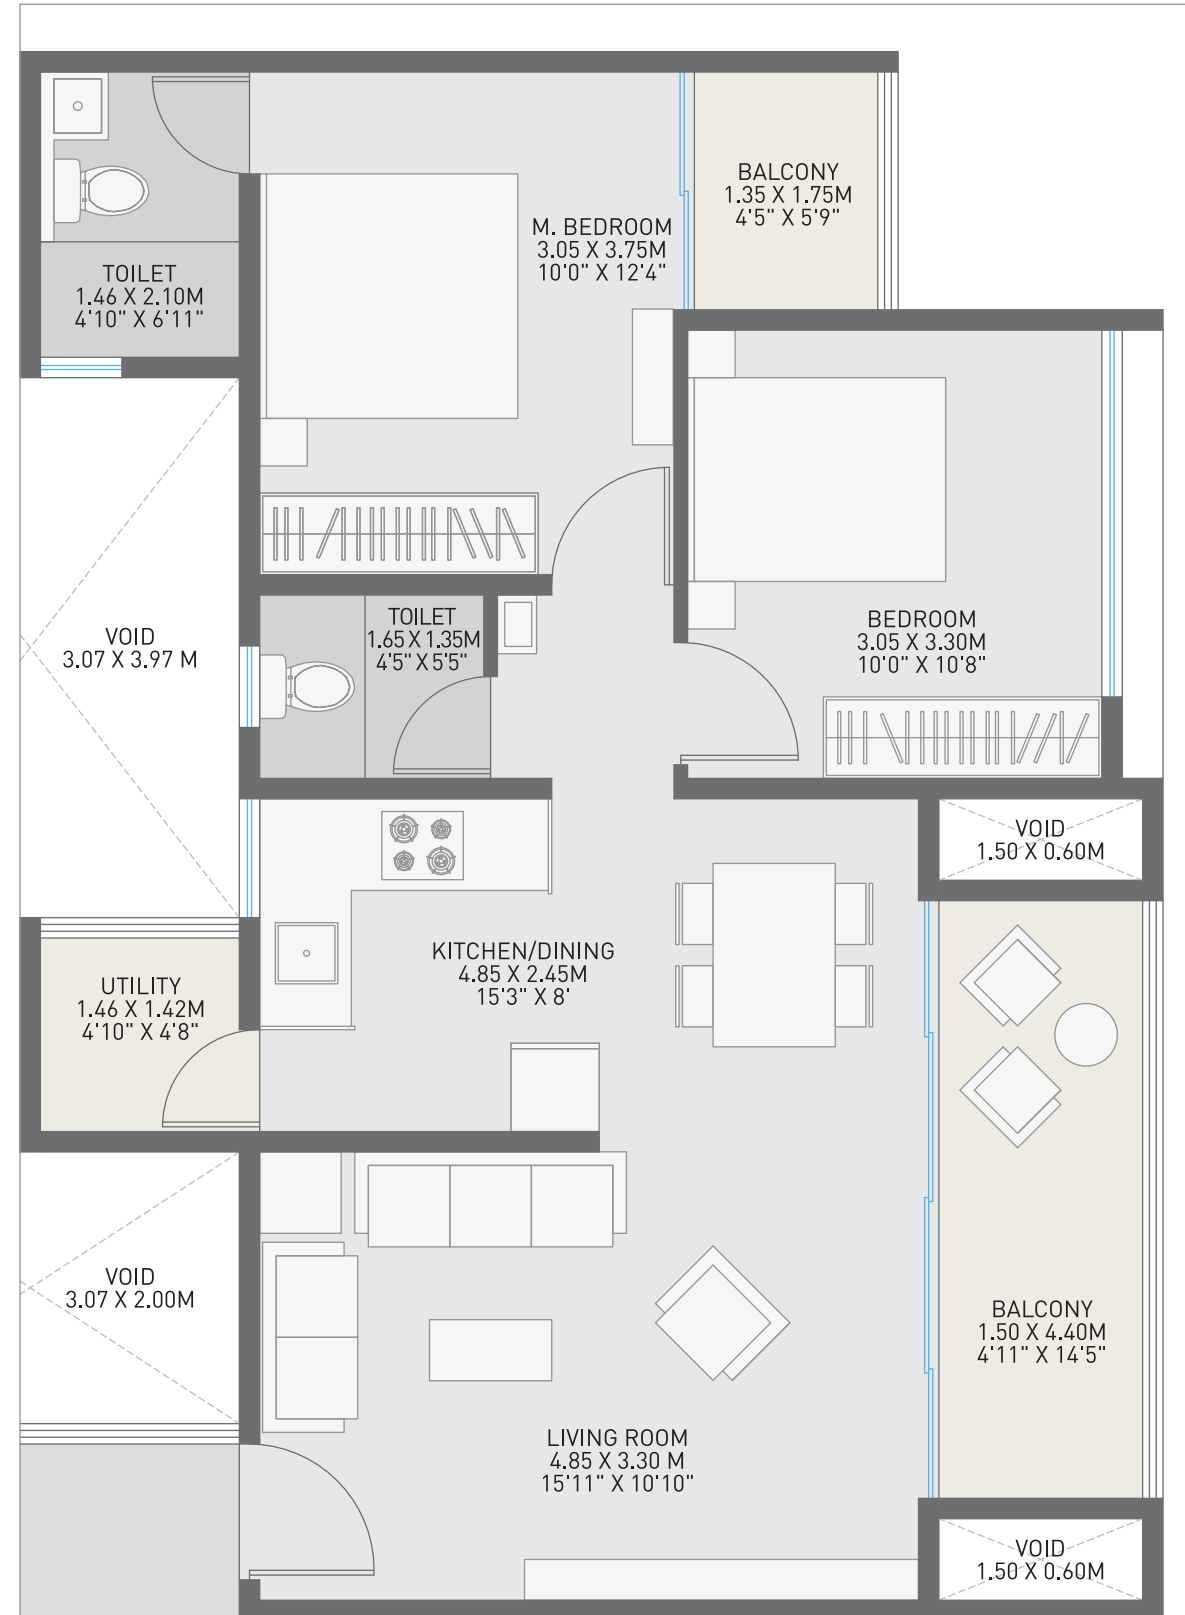 BALCONY
1.35 X 1.75M
4'5" X 5'9"
M. BEDROOM
3.05 X 3.75M
10'0" X 12'4"
TOILET
1.46 X 2.10M
4'10" X 6'11"
TOILET
1.65 X 1.35M
4'5" X 5'5"
BEDROOM
3.05 X 3.30M
10'0" X 10'8"
VOID
3.07 X 3.97 M
VOID
1.50 X 0.60M
KITCHEN/DINING
4.85 X 2.45M
15'3" X 8'
UTILITY
1.46 X 1.42M
4'10" X 4'8"
VOID
3.07 X 2.00M
BALCONY
1.50 X 4.40M
4'11" X 14'5"
LIVING ROOM
4.85 X 3.30 M
15'11" X 10'10"
VOID
1.50 X 0.60M